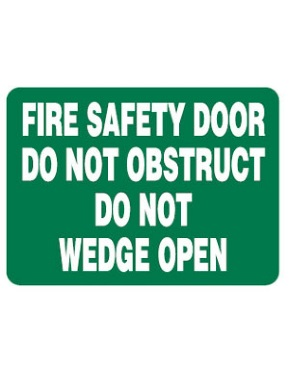 FIRE SAFETY DOOR
DO NOT OBSTRUCT
DO NOT
WEDGE OPEN